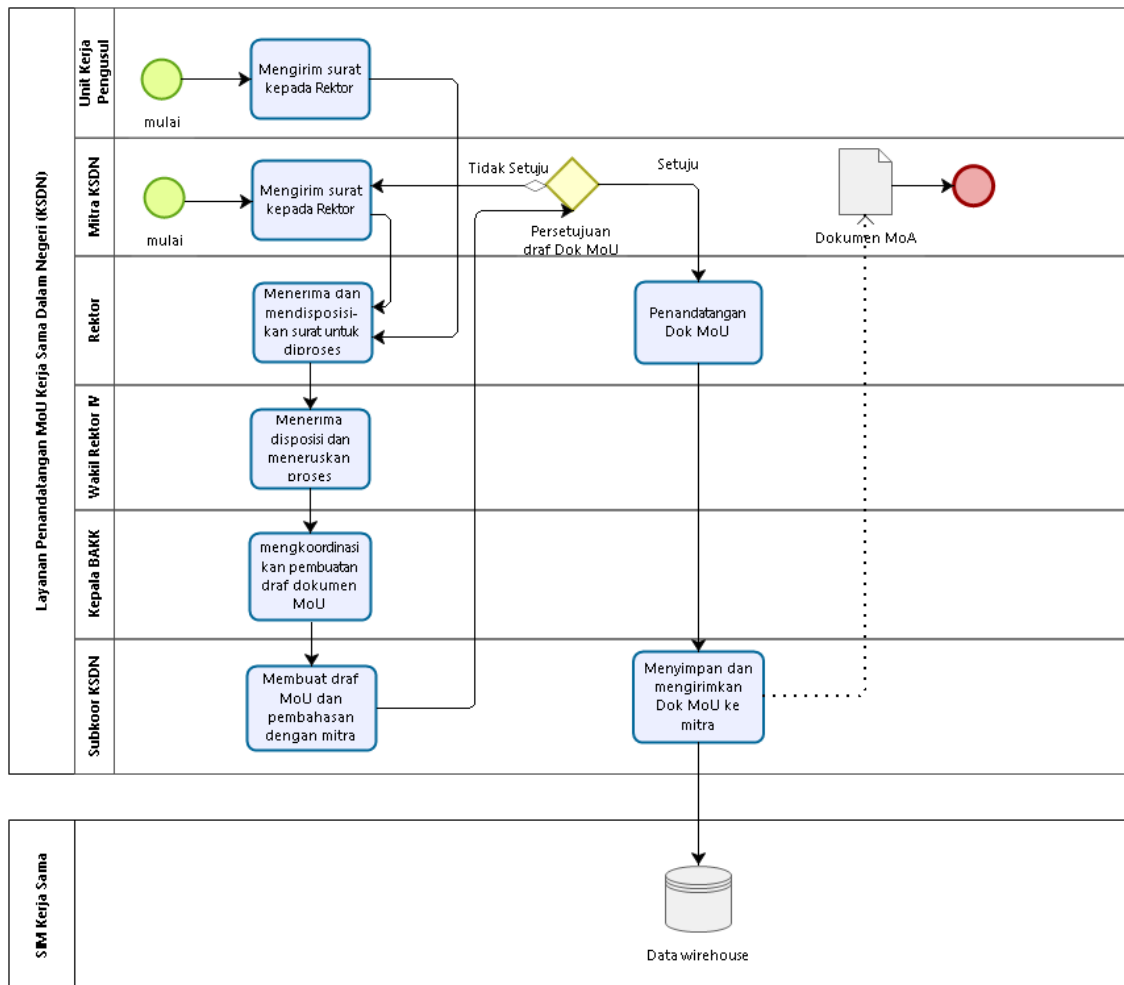 Layanan Penandatangan MoU Kerja Sama Dalam Negeri (KSDN)
Unit Kerja
Pengusul
mulai
Mengirim surat
kepada Rektor
Mitra KSDN
mulai
Mengirim surat
kepada Rektor
Tidak Setuju
Setuju
Persetujuan
draf Dok MoU
Dokumen MoA
Rektor
Menerima dan
mendisposisi-
kan surat untuk
diproses
Penandatangan
Dok MoU
Wakil Rektor IV
Menerima
disposisi dan
meneruskan
proses
Kepala BAKK
mengkoordinasi
kan pembuatan
draf dokumen
MoU
Subkoor KSDN
Membuat draf
MoU dan
pembahasan
dengan mitra
Menyimpan dan
mengirimkan
Dok MoU ke
mitra
SIM Kerja Sama
Data wirehouse